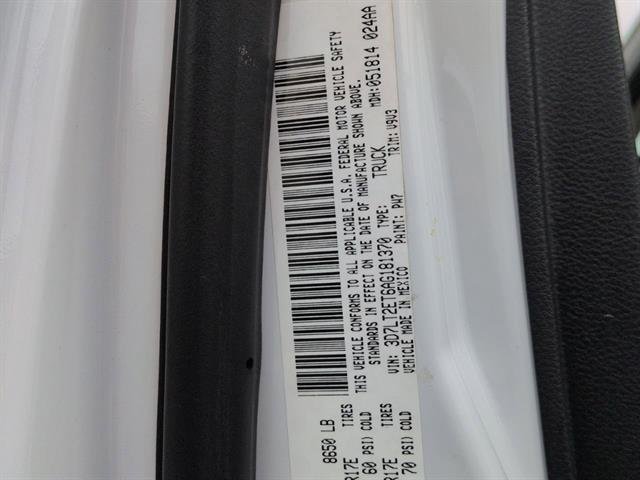 8650 LB
R17E TIRES
60 PSI) COLD
R17E TIRES
70 PSI) COLD
THIS VEHICLE CONFORMS TO ALL APPLICABLE U.S.A. FEDERAL MOTOR VEHICLE SAFETY
STANDARDS IN EFFECT ON THE DATE OF MANUFACTURE SHOWN ABOVE.
VIN: 3D7LT2ET6AG181370 TYPE: TRUCK MDH: 051814 024AA
VEHICLE MADE IN MEXICO PAINT: PW7 TRIM: V9V3